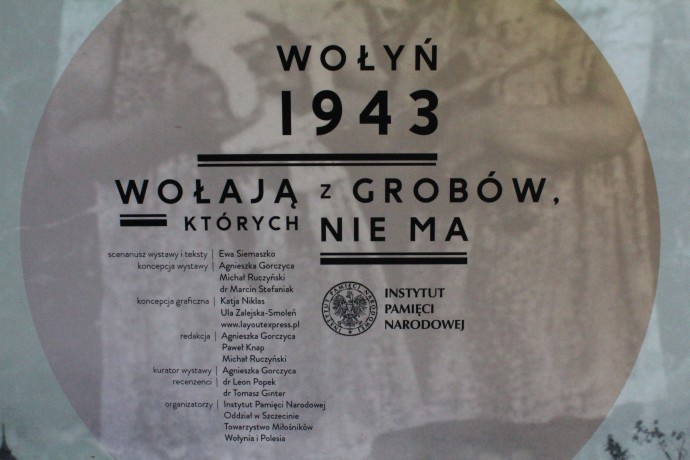 WOŁYŃ
1943
WOŁAJĄ Z GROBÓW,
KTÓRYCH NIE MA
scenariusz wystawy i teksty | Ewa Siemaszko
koncepcja wystawy | Agnieszka Gorczyca
Michał Ruczyński
dr Marcin Stefaniak
koncepcja graficzna | Katja Niklas
Ula Zalejska-Smoleń
www.layoutexpress.pl
redakcja | Agnieszka Gorczyca
Paweł Knap
Michał Ruczyński
kurator wystawy | Agnieszka Gorczyca
recenzenci | dr Leon Popek
dr Tomasz Ginter
organizatorzy | Instytut Pamięci Narodowej
Oddział w Szczecinie
Towarzystwo Miłośników
Wołynia i Polesia
INSTYTUT PAMIĘCI NARODOWEJ
INSTYTUT
PAMIĘCI
NARODOWEJ